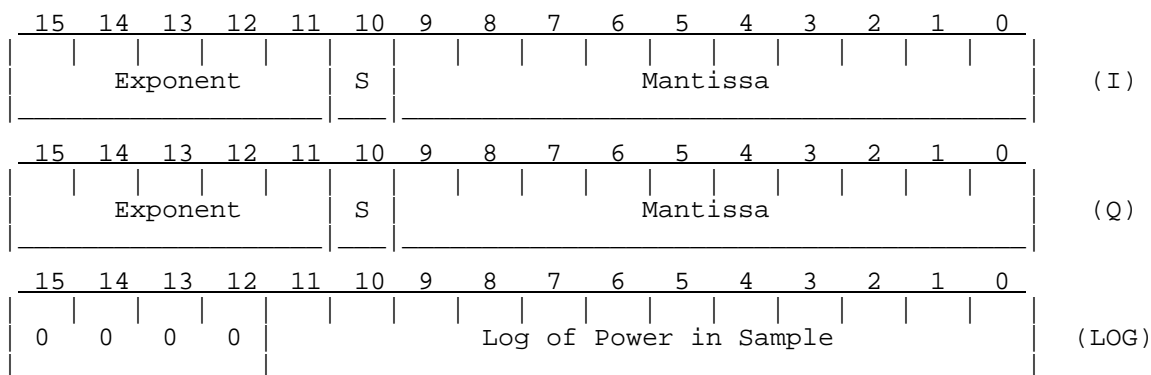 15 14 13 12 11 10 9 8 7 6 5 4 3 2 1 0
Exponent S Mantissa (I)
15 14 13 12 11 10 9 8 7 6 5 4 3 2 1 0
Exponent S Mantissa (Q)
15 14 13 12 11 10 9 8 7 6 5 4 3 2 1 0
0 0 0 0 Log of Power in Sample (LOG)